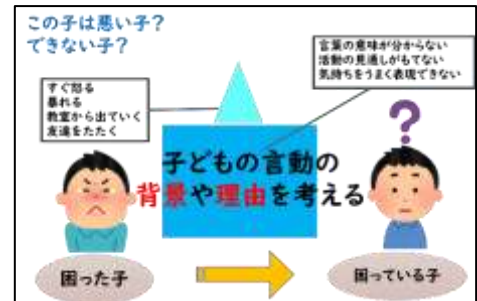 この子は悪い子？
できない子？
言葉の意味が分からない
活動の見通しがもてない
気持ちをうまく表現できない
すぐ怒る
暴れる
教室から出ていく
友達をたたく
子どもの言動の
背景や理由を考える
困った子
困っている子